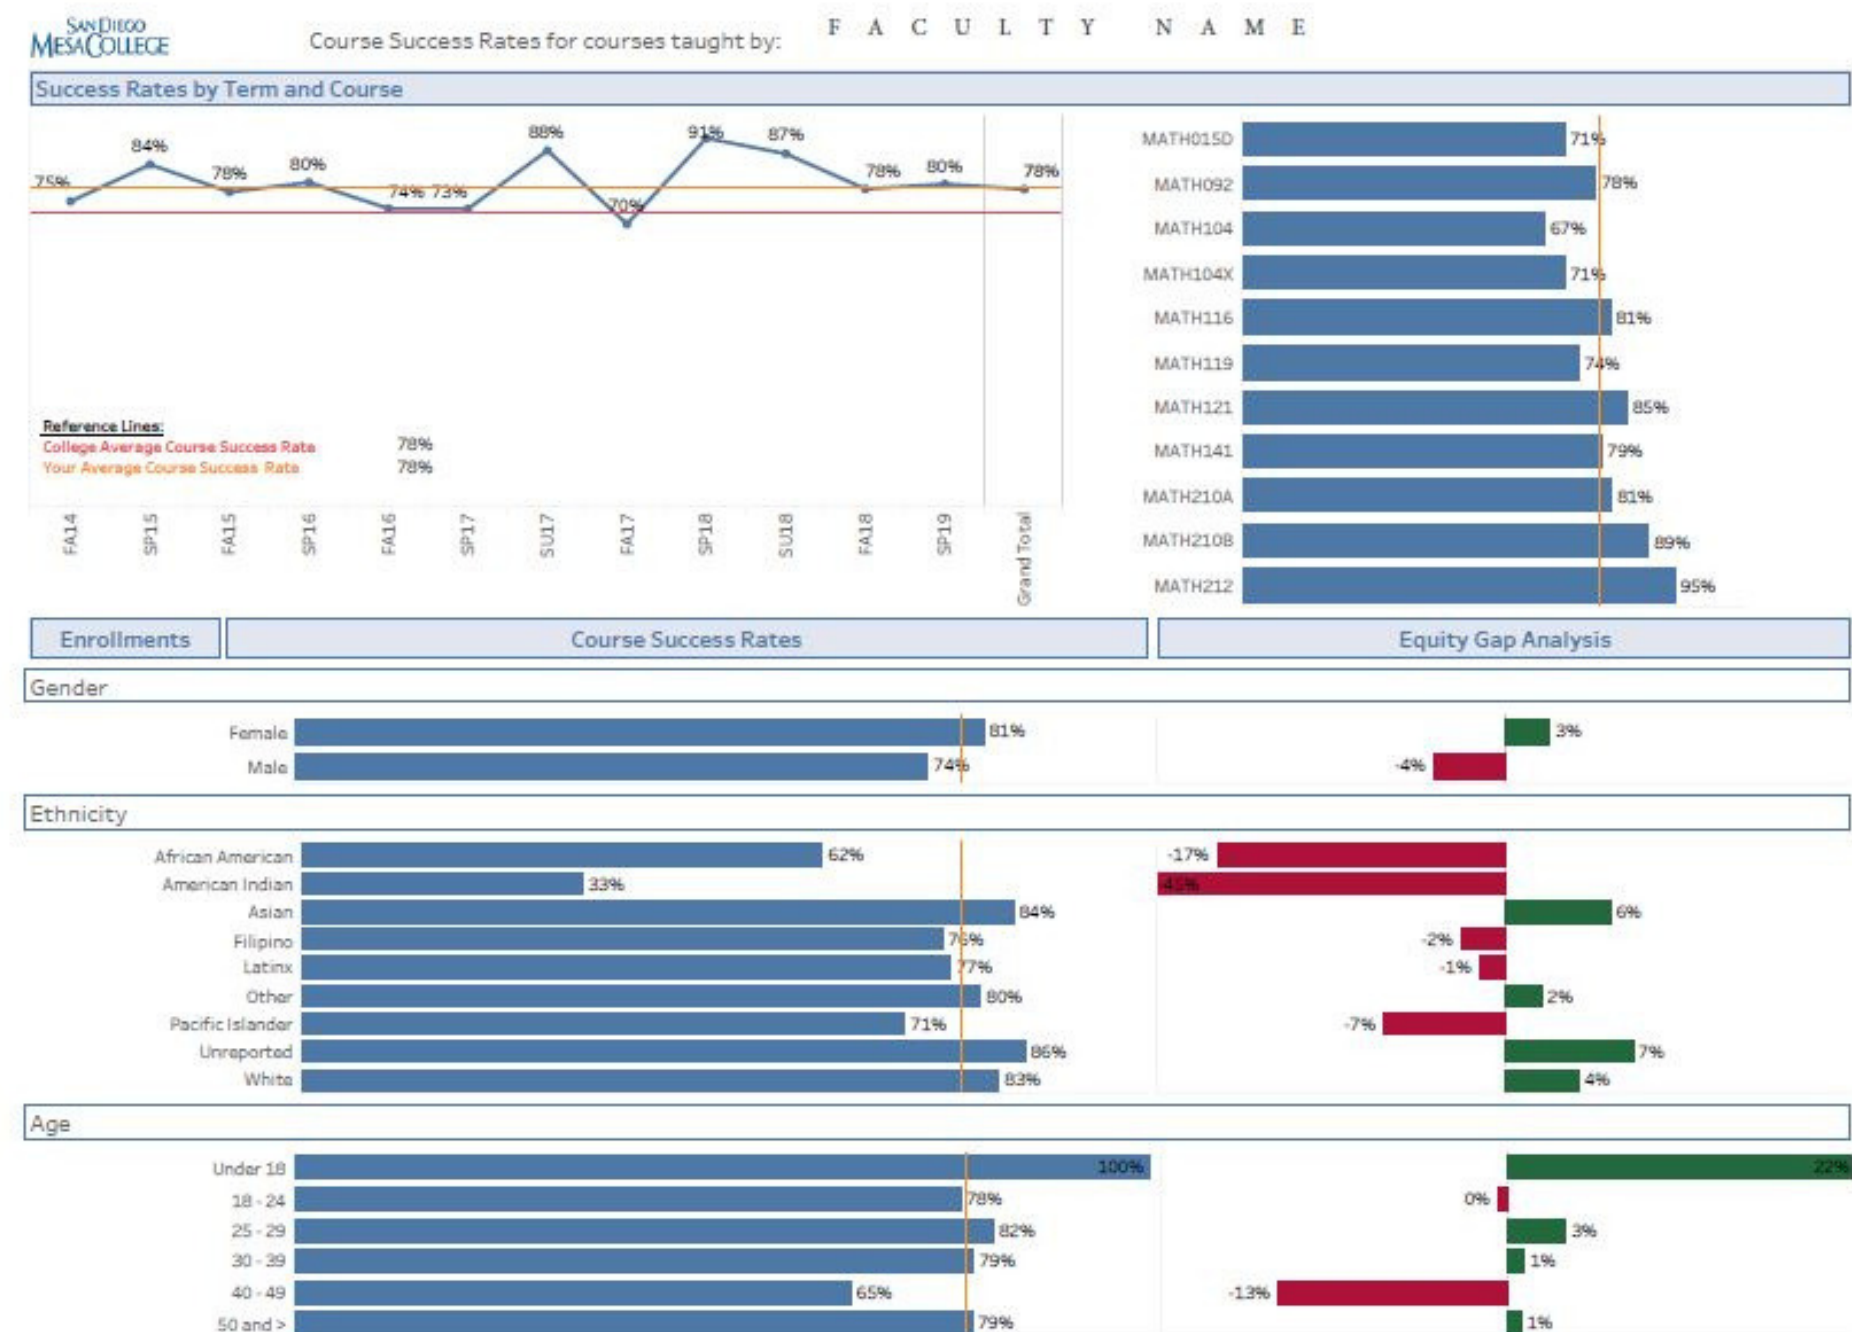 SAN DIEGO
MESA COLLEGE
Course Success Rates for courses taught by:
FACULTY NAME
Success Rates by Term and Course
75%
84%
78%
80%
74%
73%
88%
70%
91%
87%
78%
80%
78%
Reference Lines:
College Average Course Success Rate 78%
Your Average Course Success Rate 78%
FA14
SP15
FA15
SP16
FA16
SP17
SU17
FA17
SP18
SU18
FA18
SP19
Grand Total
MATH015D 71%
MATH092 78%
MATH104 67%
MATH104X 71%
MATH116 81%
MATH119 74%
MATH121 85%
MATH141 79%
MATH210A 81%
MATH210B 89%
MATH212 95%
Enrollments
Course Success Rates
Equity Gap Analysis
Gender
Female 81% 3%
Male 74% -4%
Ethnicity
African American 62% -17%
American Indian 33% -45%
Asian 84% 6%
Filipino 76% -2%
Latinx 77% -1%
Other 80% 2%
Pacific Islander 71% -7%
Unreported 86% 7%
White 83% 4%
Age
Under 18 100% 22%
18 - 24 78% 0%
25 - 29 82% 3%
30 - 39 79% 1%
40 - 49 65% -13%
50 and > 79% 1%